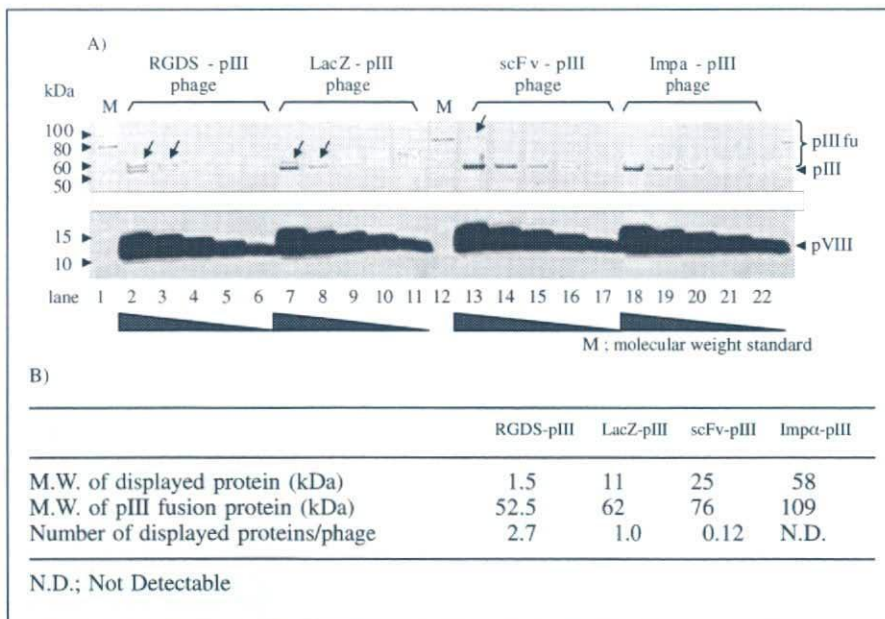 A)
RGDS - pIII phage
LacZ - pIII phage
scFv - pIII phage
Impa - pIII phage
kDa
M
M
100
80
60
50
pIII fu
pIII
15
10
pVIII
lane 1 2 3 4 5 6 7 8 9 10 11 12 13 14 15 16 17 18 19 20 21 22
M ; molecular weight standard
B)
RGDS-pIII LacZ-pIII scFv-pIII Impα-pIII
M.W. of displayed protein (kDa) 1.5 11 25 58
M.W. of pIII fusion protein (kDa) 52.5 62 76 109
Number of displayed proteins/phage 2.7 1.0 0.12 N.D.
N.D.; Not Detectable